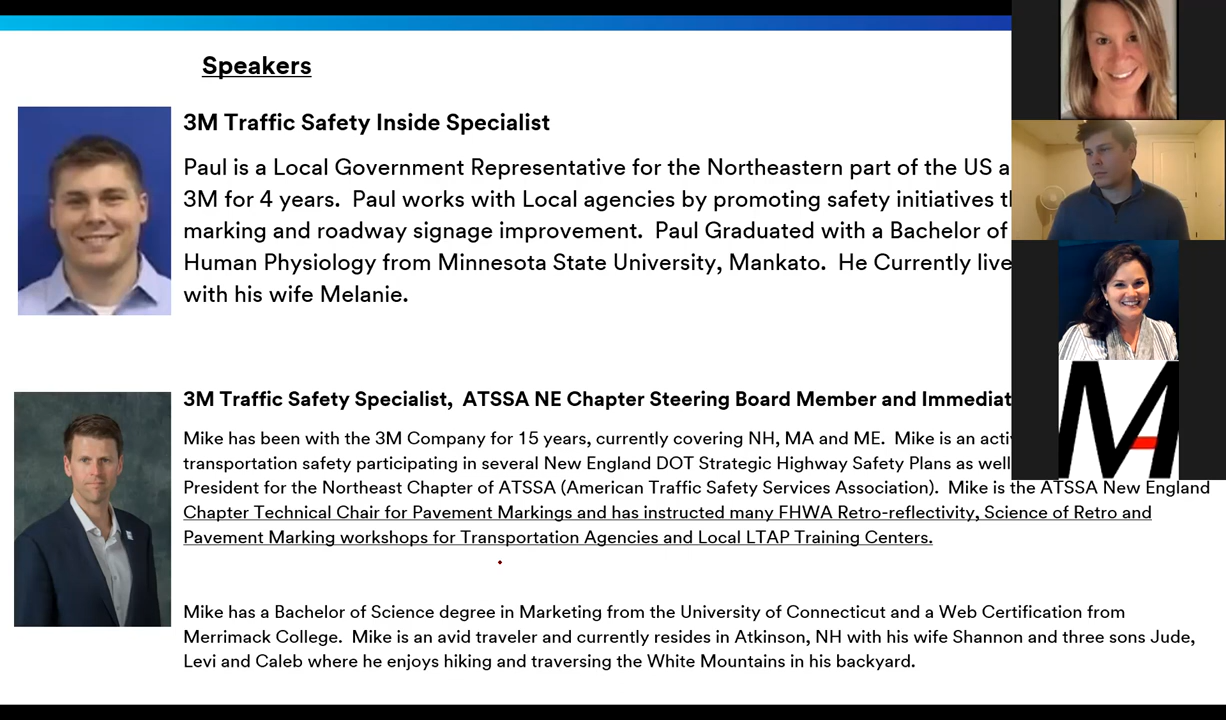 Speakers
3M Traffic Safety Inside Specialist
Paul is a Local Government Representative for the Northeastern part of the US a
3M for 4 years.  Paul works with Local agencies by promoting safety initiatives th
marking and roadway signage improvement.  Paul Graduated with a Bachelor of
Human Physiology from Minnesota State University, Mankato.  He Currently live
with his wife Melanie.
3M Traffic Safety Specialist,  ATSSA NE Chapter Steering Board Member and Immediat
Mike has been with the 3M Company for 15 years, currently covering NH, MA and ME.  Mike is an activ
transportation safety participating in several New England DOT Strategic Highway Safety Plans as well
President for the Northeast Chapter of ATSSA (American Traffic Safety Services Association).  Mike is the ATSSA New England
Chapter Technical Chair for Pavement Markings and has instructed many FHWA Retro-reflectivity, Science of Retro and
Pavement Marking workshops for Transportation Agencies and Local LTAP Training Centers.
Mike has a Bachelor of Science degree in Marketing from the University of Connecticut and a Web Certification from
Merrimack College.  Mike is an avid traveler and currently resides in Atkinson, NH with his wife Shannon and three sons Jude,
Levi and Caleb where he enjoys hiking and traversing the White Mountains in his backyard.
MA